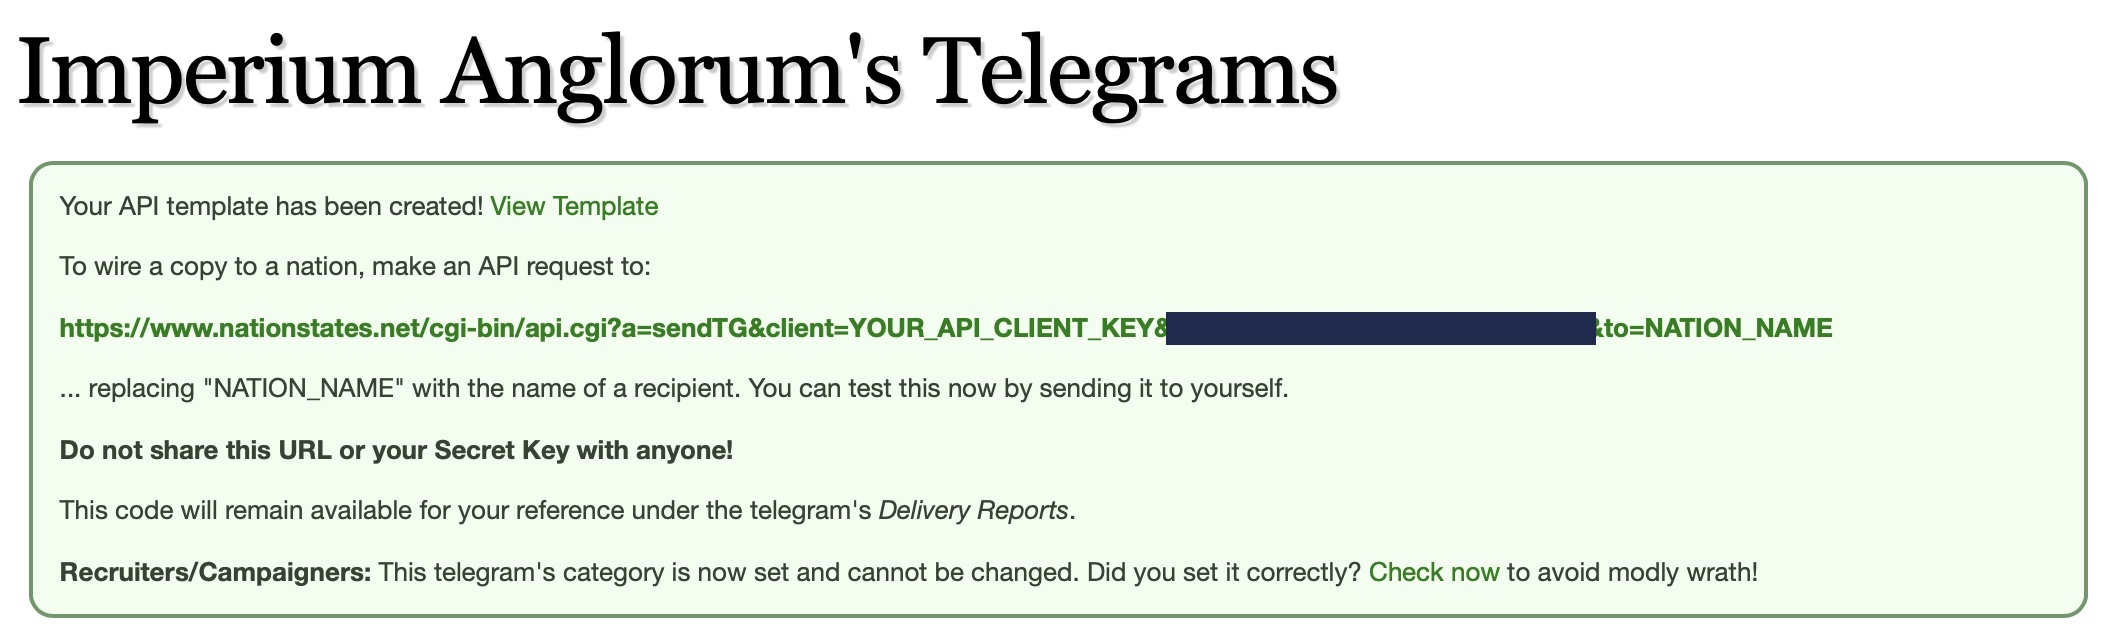 Imperium Anglorum's Telegrams
Your API template has been created! View Template
To wire a copy to a nation, make an API request to:
https://www.nationstates.net/cgi-bin/api.cgi?a=sendTG&client=YOUR_API_CLIENT_KEY& &to=NATION_NAME
... replacing "NATION_NAME" with the name of a recipient. You can test this now by sending it to yourself.
Do not share this URL or your Secret Key with anyone!
This code will remain available for your reference under the telegram's Delivery Reports.
Recruiters/Campaigners: This telegram's category is now set and cannot be changed. Did you set it correctly? Check now to avoid modly wrath!